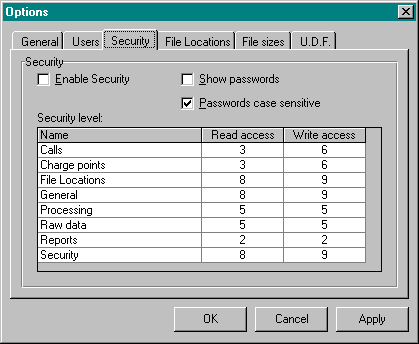 Options
General Users Security File Locations File sizes U.D.F.
Security
Enable Security Show passwords
Passwords case sensitive
Security level:
Name Read access Write access
Calls 3 6
Charge points 3 6
File Locations 8 9
General 8 9
Processing 5 5
Raw data 5 5
Reports 2 2
Security 8 9
OK Cancel Apply